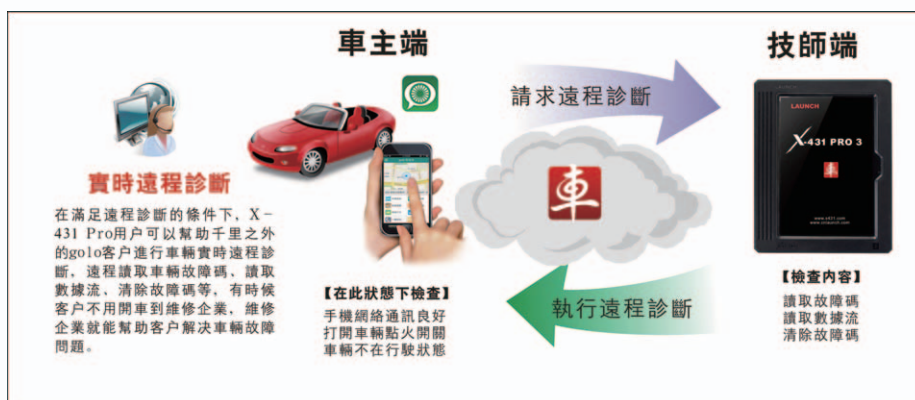 車主端
技師端
請求遠程診斷
實時遠程診斷
在滿足遠程診斷的條件下，X-
431 Pro用户可以幫助千里之外
的golo客户進行車輛實時遠程診
斷，遠程讀取車輛故障碼、讀取
數據流、清除故障碼等，有時候
客户不用開車到維修企業，維修
企業就能幫助客户解决車輛故障
問題。
車
LAUNCH
X-431 PRO 3
車
【在此狀態下檢查】
手機網絡通訊良好
打開車輛點火開關
車輛不在行駛狀態
執行遠程診斷
【檢查内容】
讀取故障碼
讀取數據流
清除故障碼